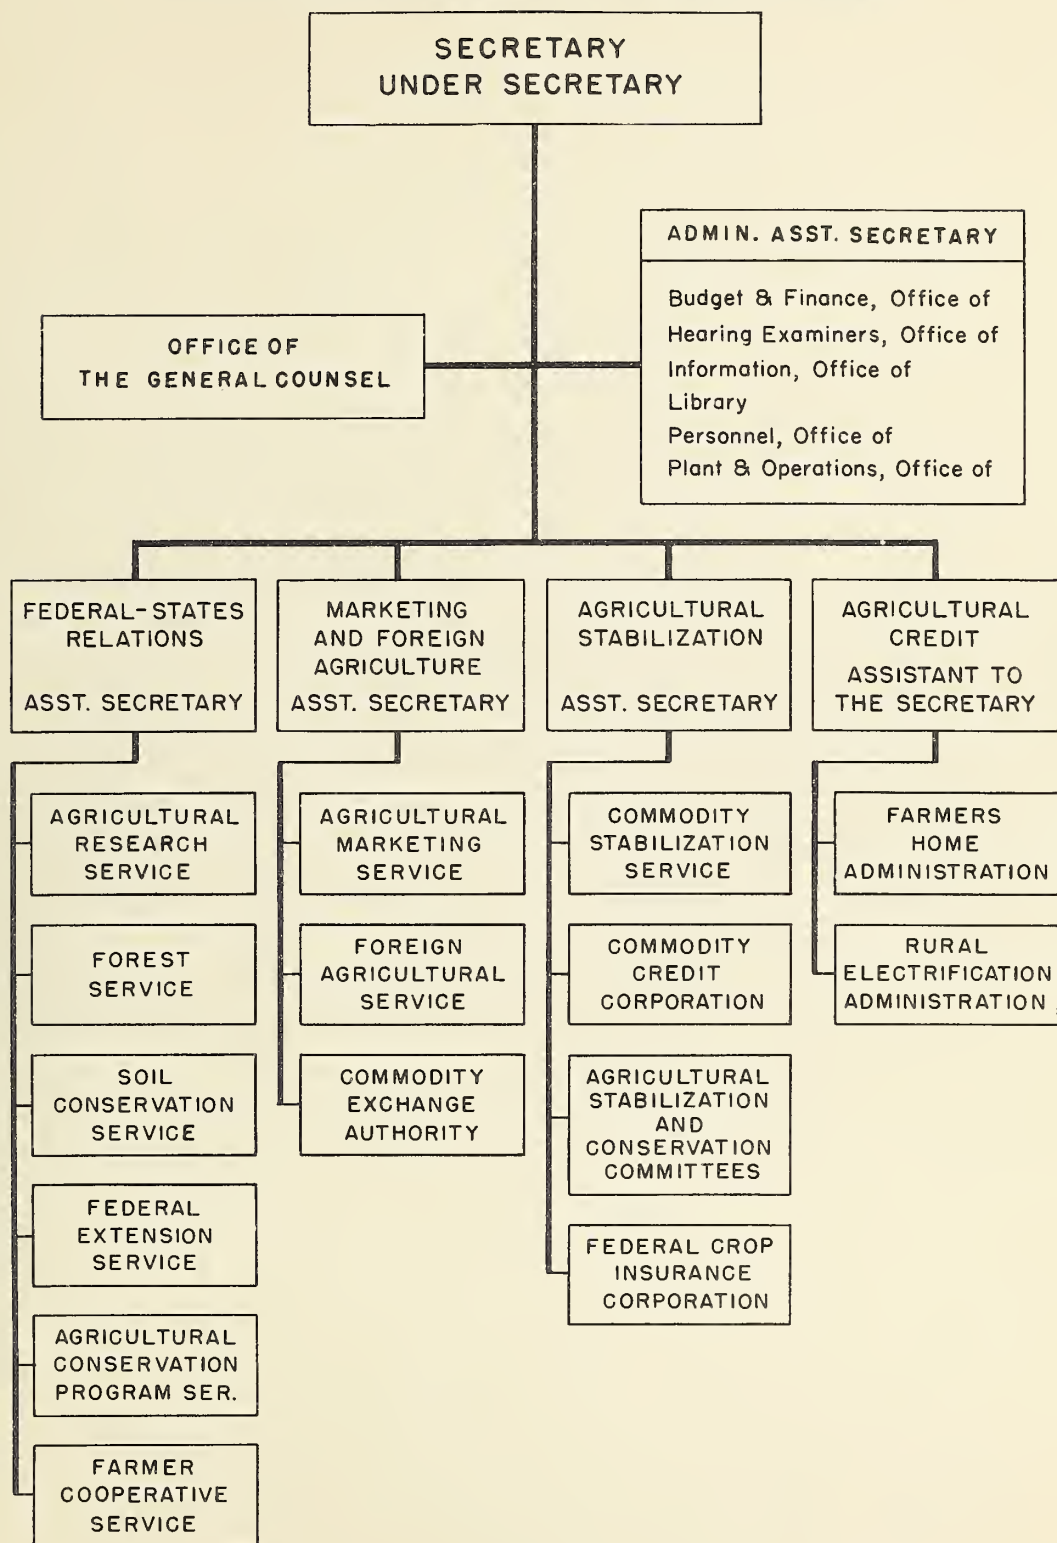 SECRETARY
UNDER SECRETARY
ADMIN. ASST. SECRETARY
Budget & Finance, Office of
Hearing Examiners, Office of
Information, Office of
Library
Personnel, Office of
Plant & Operations, Office of
OFFICE OF
THE GENERAL COUNSEL
FEDERAL-STATES
RELATIONS
ASST. SECRETARY
MARKETING
AND FOREIGN
AGRICULTURE
ASST. SECRETARY
AGRICULTURAL
STABILIZATION
ASST. SECRETARY
AGRICULTURAL
CREDIT
ASSISTANT TO
THE SECRETARY
AGRICULTURAL
RESEARCH
SERVICE
FOREST
SERVICE
SOIL
CONSERVATION
SERVICE
FEDERAL
EXTENSION
SERVICE
AGRICULTURAL
CONSERVATION
PROGRAM SER.
FARMER
COOPERATIVE
SERVICE
AGRICULTURAL
MARKETING
SERVICE
FOREIGN
AGRICULTURAL
SERVICE
COMMODITY
EXCHANGE
AUTHORITY
COMMODITY
STABILIZATION
SERVICE
COMMODITY
CREDIT
CORPORATION
AGRICULTURAL
STABILIZATION
AND
CONSERVATION
COMMITTEES
FEDERAL CROP
INSURANCE
CORPORATION
FARMERS
HOME
ADMINISTRATION
RURAL
ELECTRIFICATION
ADMINISTRATION